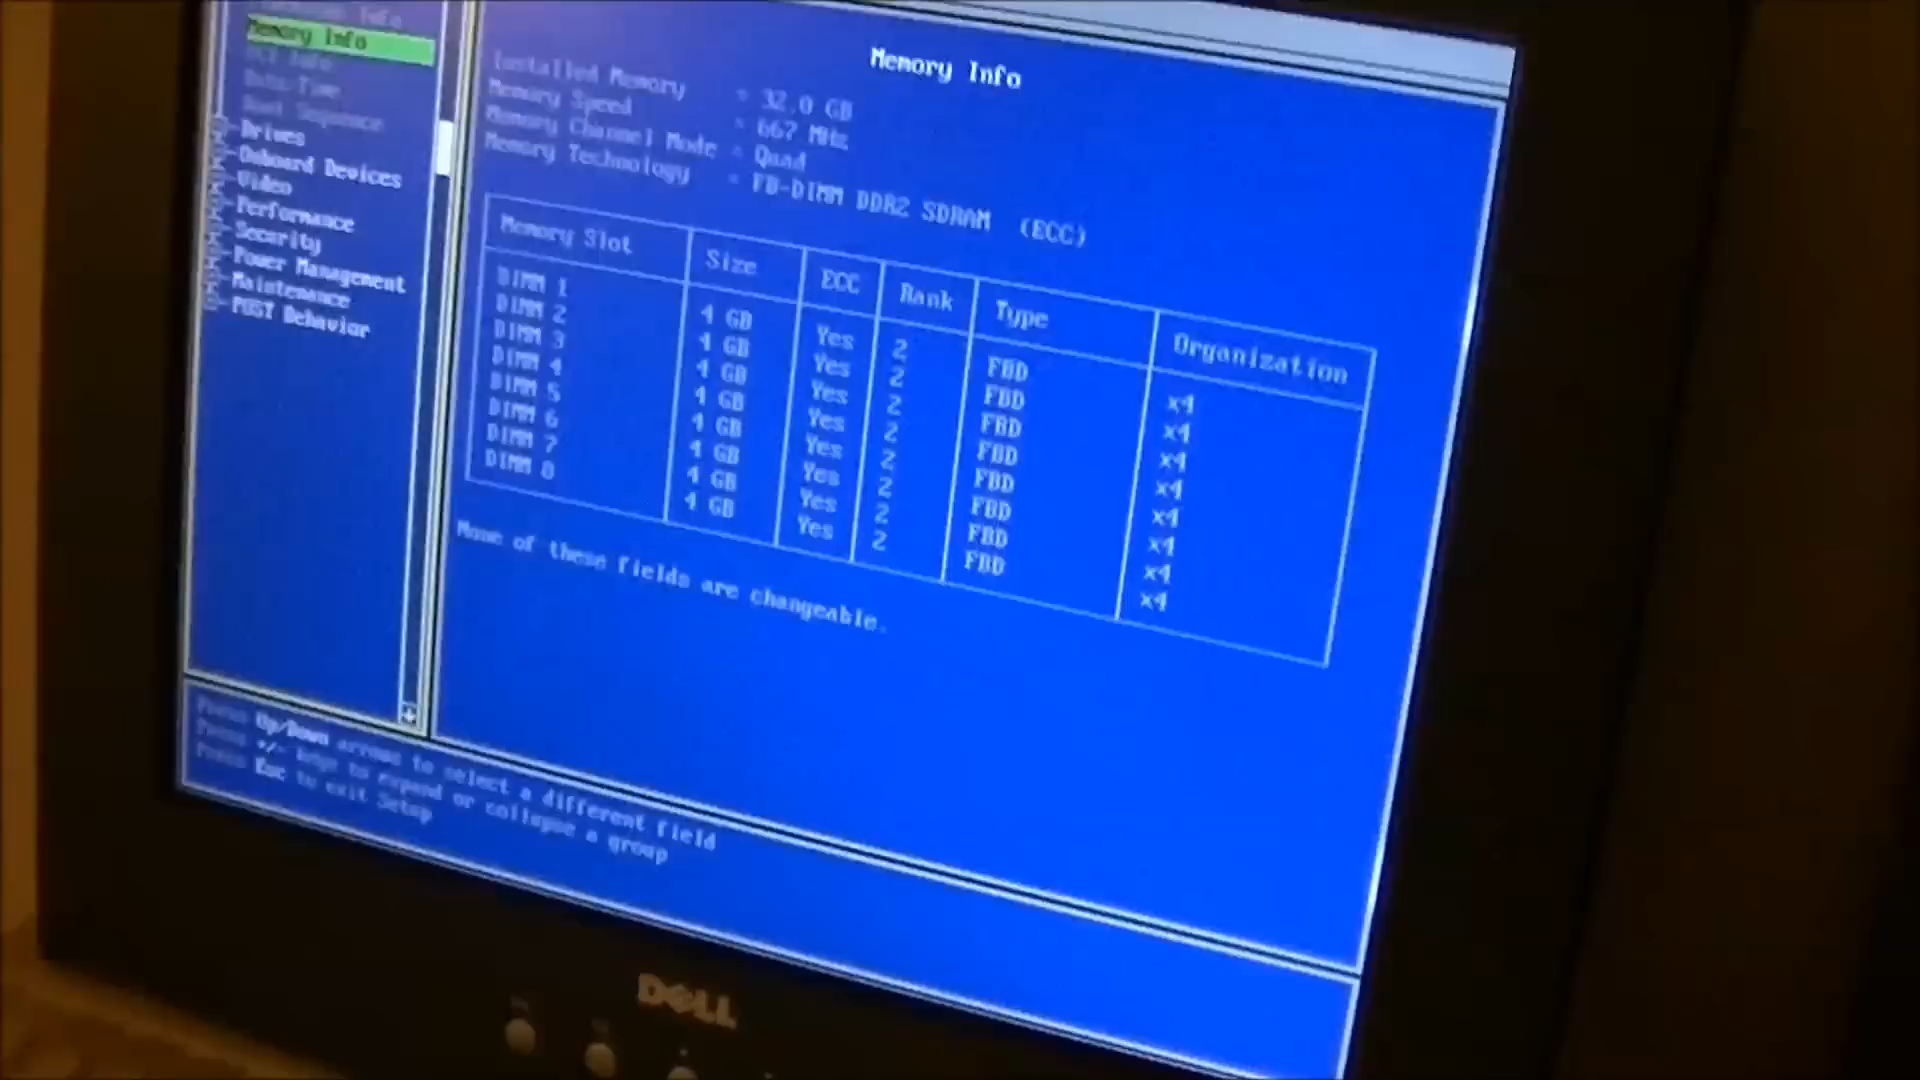 Memory Info
Drives
Onboard Devices
Video
Performance
Security
Power Management
Maintenance
POST Behavior
Memory Info
Installed Memory = 32.0 GB
Memory Speed = 667 MHz
Memory Channel Mode = Quad
Memory Technology = FB-DIMM DDR2 SDRAM (ECC)
Memory Slot Size ECC Rank Type Organization
DIMM 1 4 GB Yes 2 FBD x4
DIMM 2 4 GB Yes 2 FBD x4
DIMM 3 4 GB Yes 2 FBD x4
DIMM 4 4 GB Yes 2 FBD x4
DIMM 5 4 GB Yes 2 FBD x4
DIMM 6 4 GB Yes 2 FBD x4
DIMM 7 4 GB Yes 2 FBD x4
DIMM 8 4 GB Yes 2 FBD x4
None of these fields are changeable.
Press Up/Down arrows to select a different field
Press +/- keys to expand or collapse a group
Press Esc to exit Setup
DELL